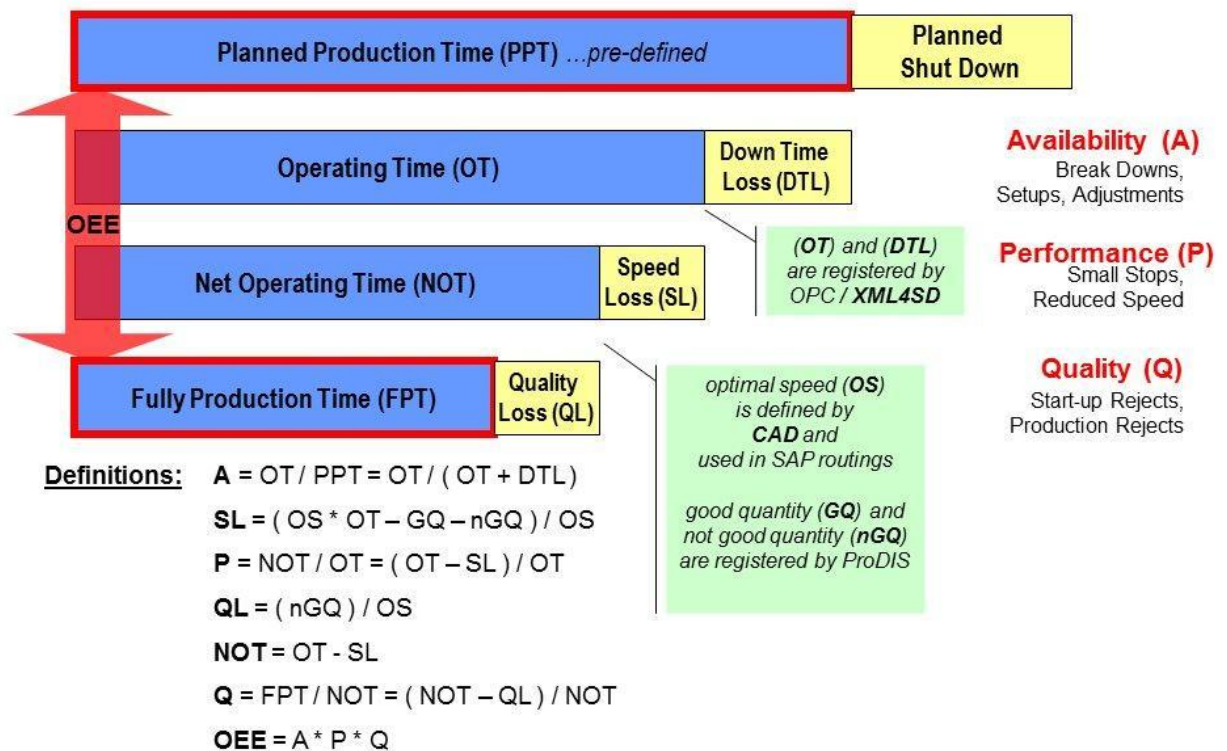 Planned Production Time (PPT) ...pre-defined
Planned
Shut Down
Operating Time (OT)
Down Time
Loss (DTL)
Availability (A)
Break Downs,
Setups, Adjustments
OEE
(OT) and (DTL)
are registered by
OPC / XML4SD
Net Operating Time (NOT)
Speed
Loss (SL)
Performance (P)
Small Stops,
Reduced Speed
Fully Production Time (FPT)
Quality
Loss (QL)
optimal speed (OS)
is defined by
CAD and
used in SAP routings
good quantity (GQ) and
not good quantity (nGQ)
are registered by ProDIS
Quality (Q)
Start-up Rejects,
Production Rejects
Definitions: A = OT / PPT = OT / ( OT + DTL)
SL = ( OS * OT – GQ – nGQ ) / OS
P = NOT / OT = ( OT – SL ) / OT
QL = ( nGQ ) / OS
NOT = OT - SL
Q = FPT / NOT = ( NOT – QL ) / NOT
OEE = A * P * Q